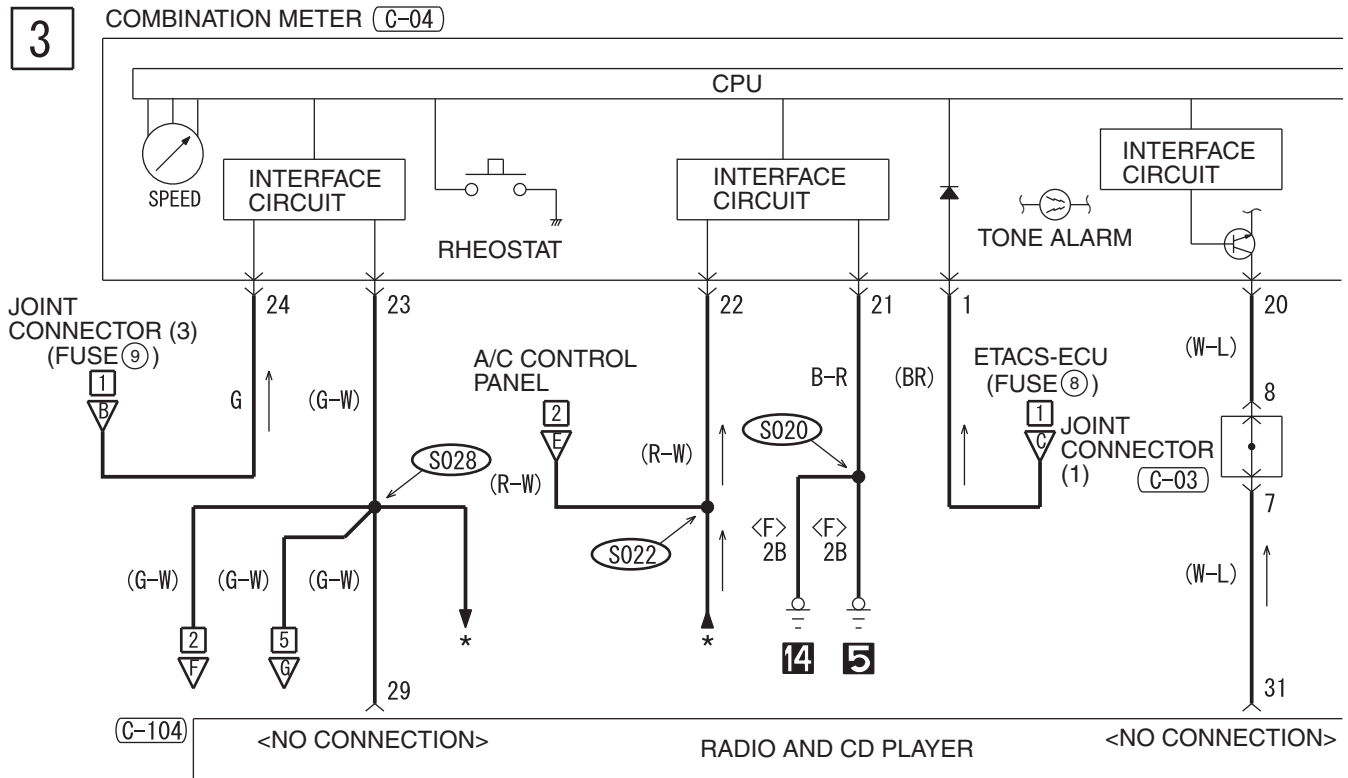 3
COMBINATION METER C-04
CPU
SPEED
INTERFACE
CIRCUIT
RHEOSTAT
INTERFACE
CIRCUIT
TONE ALARM
INTERFACE
CIRCUIT
24
23
22
21
1
20
JOINT
CONNECTOR (3)
(FUSE 9)
1
B
G
(G-W)
A/C CONTROL
PANEL
2
E
(R-W)
(R-W)
B-R
(BR)
ETACS-ECU
(FUSE 8)
1
C
(W-L)
8
JOINT
CONNECTOR
(1)
C-03
7
S028
S022
S020
<F>
2B
<F>
2B
(G-W)
(G-W)
(G-W)
(W-L)
2
F
5
G
*
*
14
5
29
31
C-104
<NO CONNECTION>
RADIO AND CD PLAYER
<NO CONNECTION>